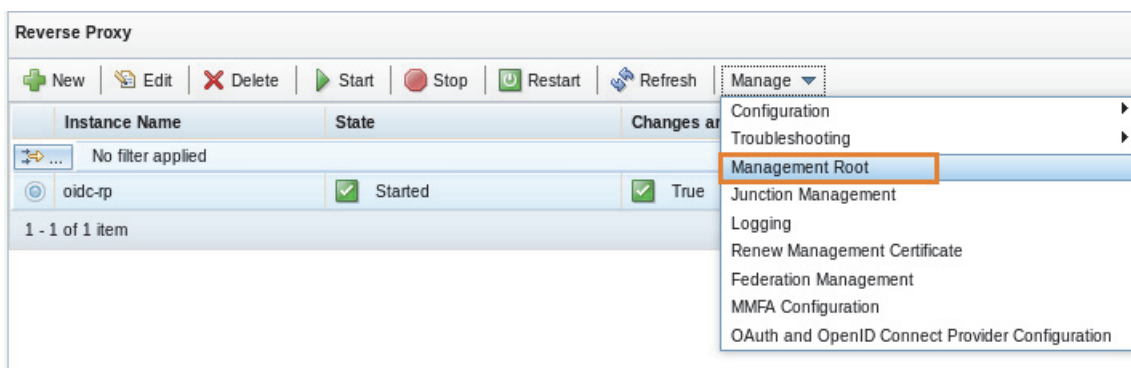 Reverse Proxy
New Edit Delete Start Stop Restart Refresh Manage
Instance Name State Changes ar
... No filter applied
oidc-rp Started True
1 - 1 of 1 item
Configuration
Troubleshooting
Management Root
Junction Management
Logging
Renew Management Certificate
Federation Management
MMFA Configuration
OAuth and OpenID Connect Provider Configuration